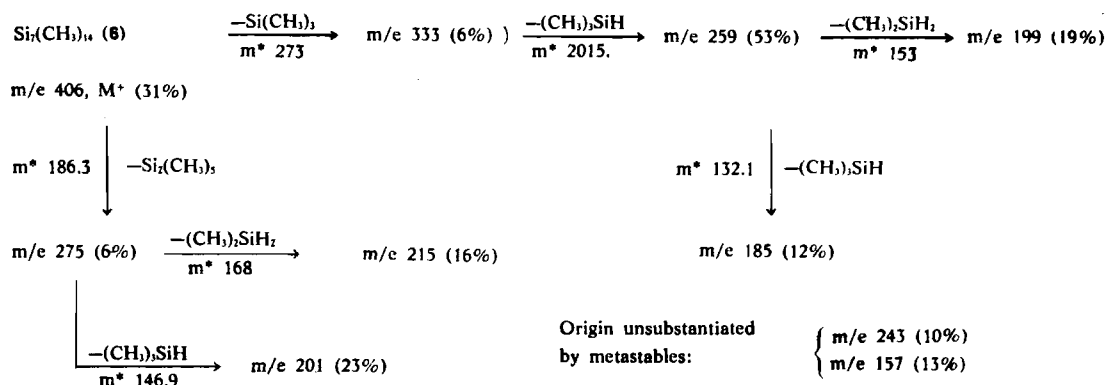 —Si(CH₃)₃ —(CH₃)₃SiH —(CH₃)₂SiH₂
Si₇(CH₃)₁₄ (6) m/e 333 (6%) ) m/e 259 (53%) m/e 199 (19%)
m* 273 m* 2015. m* 153
m/e 406, M⁺ (31%)
m* 186.3 —Si₂(CH₃)₅ m* 132.1 —(CH₃)₃SiH
—(CH₃)₂SiH₂
m/e 275 (6%) m/e 215 (16%) m/e 185 (12%)
m* 168
Origin unsubstantiated m/e 243 (10%)
by metastables: m/e 157 (13%)
—(CH₃)₃SiH
m/e 201 (23%)
m* 146.9